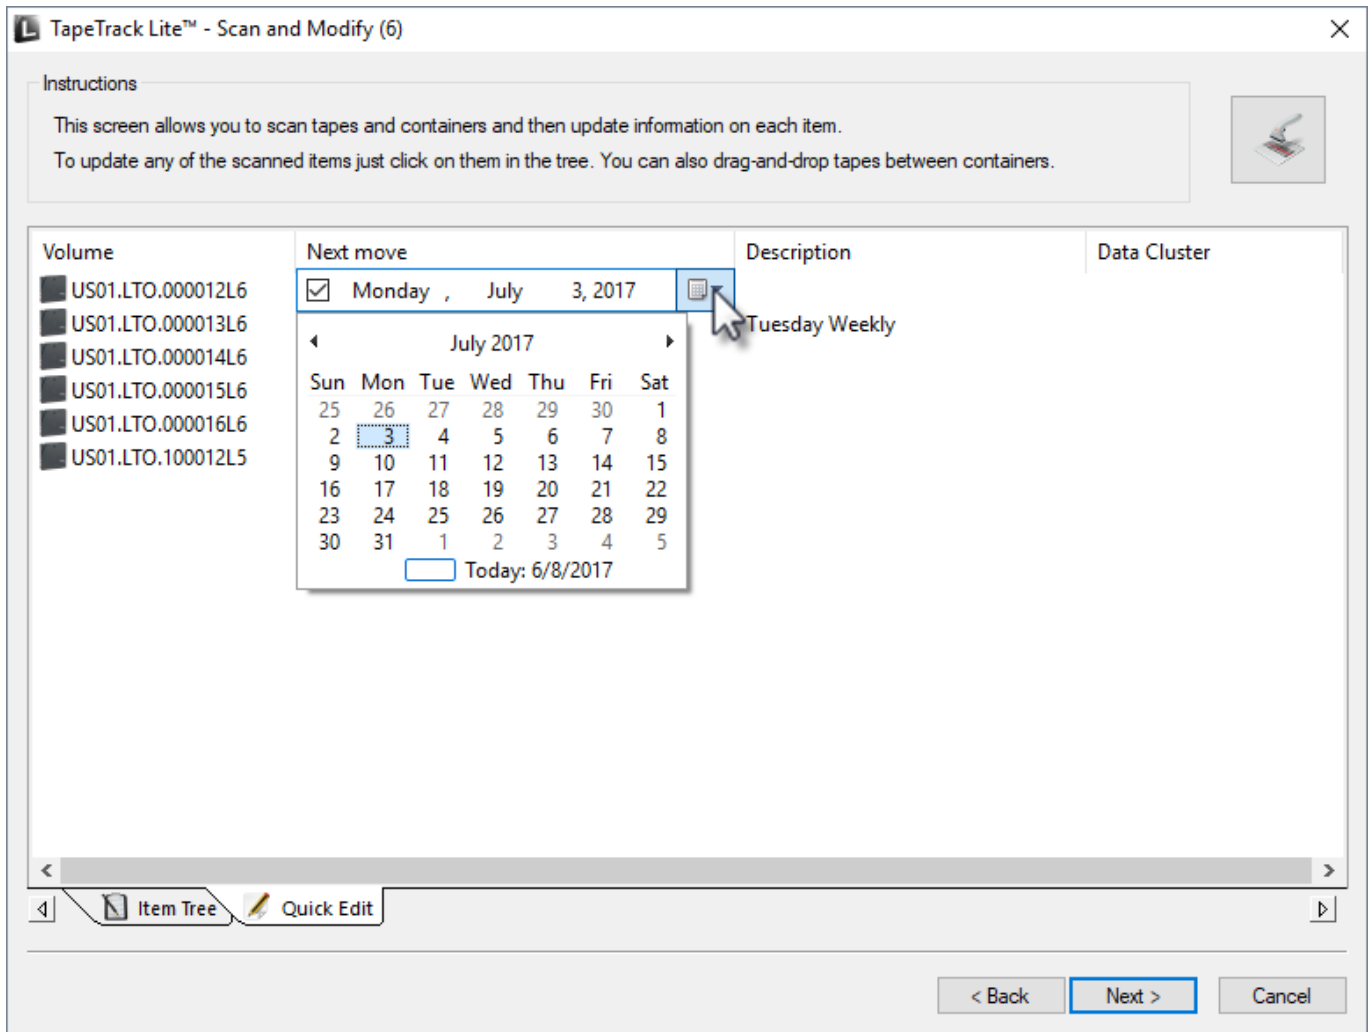 TapeTrack Lite™ - Scan and Modify (6)
Instructions
This screen allows you to scan tapes and containers and then update information on each item.
To update any of the scanned items just click on them in the tree. You can also drag-and-drop tapes between containers.
Volume Next move Description Data Cluster
US01.LTO.000012L6 Monday , July 3, 2017
US01.LTO.000013L6 Tuesday Weekly
US01.LTO.000014L6
US01.LTO.000015L6
US01.LTO.000016L6
US01.LTO.100012L5
July 2017
Sun Mon Tue Wed Thu Fri Sat
25 26 27 28 29 30 1
2 3 4 5 6 7 8
9 10 11 12 13 14 15
16 17 18 19 20 21 22
23 24 25 26 27 28 29
30 31 1 2 3 4 5
Today: 6/8/2017
Item Tree Quick Edit
< Back Next > Cancel